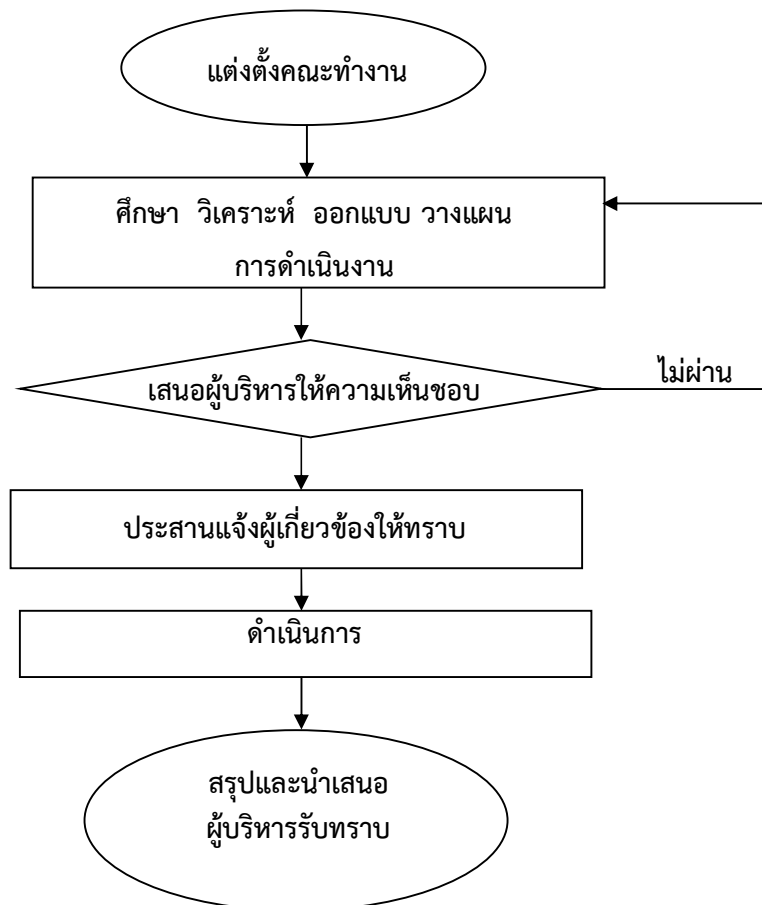 แต่งตั้งคณะทำงาน
ศึกษา วิเคราะห์ ออกแบบ วางแผน
การดำเนินงาน
เสนอผู้บริหารให้ความเห็นชอบ
ไม่ผ่าน
ประสานแจ้งผู้เกี่ยวข้องให้ทราบ
ดำเนินการ
สรุปและนำเสนอ
ผู้บริหารรับทราบ